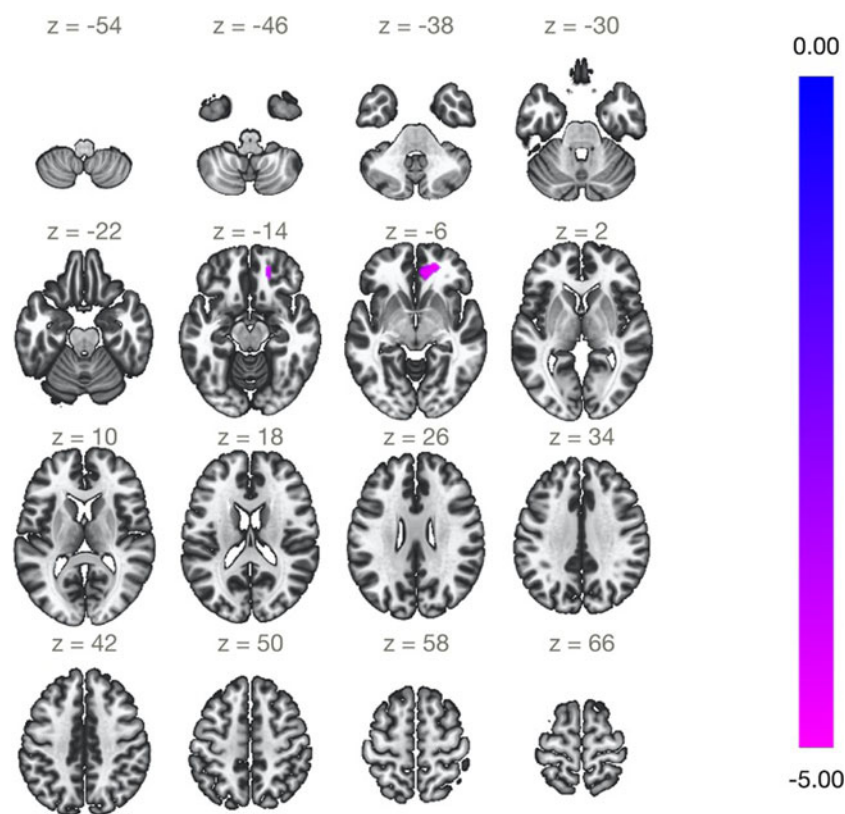 z = -54 z = -46 z = -38 z = -30
0.00
z = -22 z = -14 z = -6 z = 2
z = 10 z = 18 z = 26 z = 34
z = 42 z = 50 z = 58 z = 66
-5.00